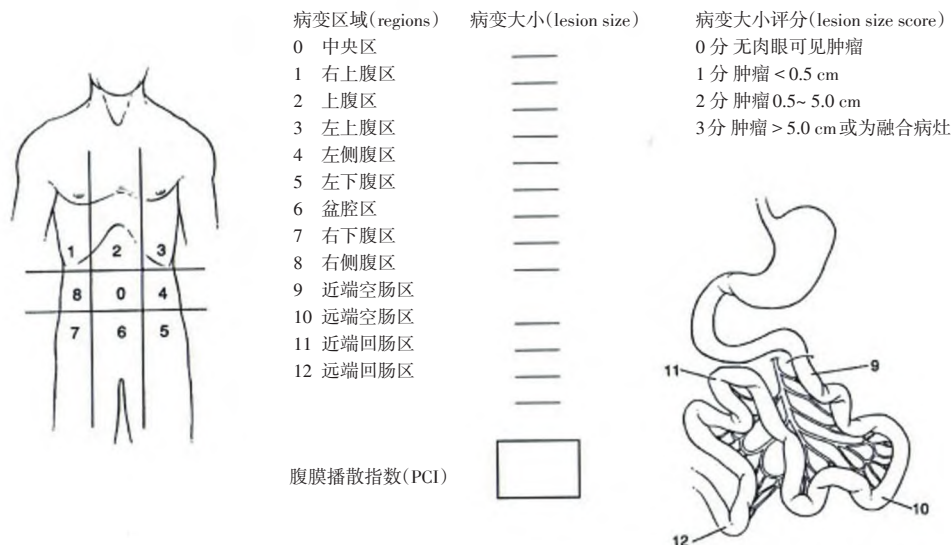 病变区域(regions)
0 中央区
1 右上腹区
2 上腹区
3 左上腹区
4 左侧腹区
5 左下腹区
6 盆腔区
7 右下腹区
8 右侧腹区
9 近端空肠区
10 远端空肠区
11 近端回肠区
12 远端回肠区
腹膜播散指数(PCI)
病变大小(lesion size)
病变大小评分(lesion size score)
0分 无肉眼可见肿瘤
1分 肿瘤<0.5 cm
2分 肿瘤0.5~5.0 cm
3分 肿瘤>5.0 cm或为融合病灶
1 2 3
8 0 4
7 6 5
11 9
10
12